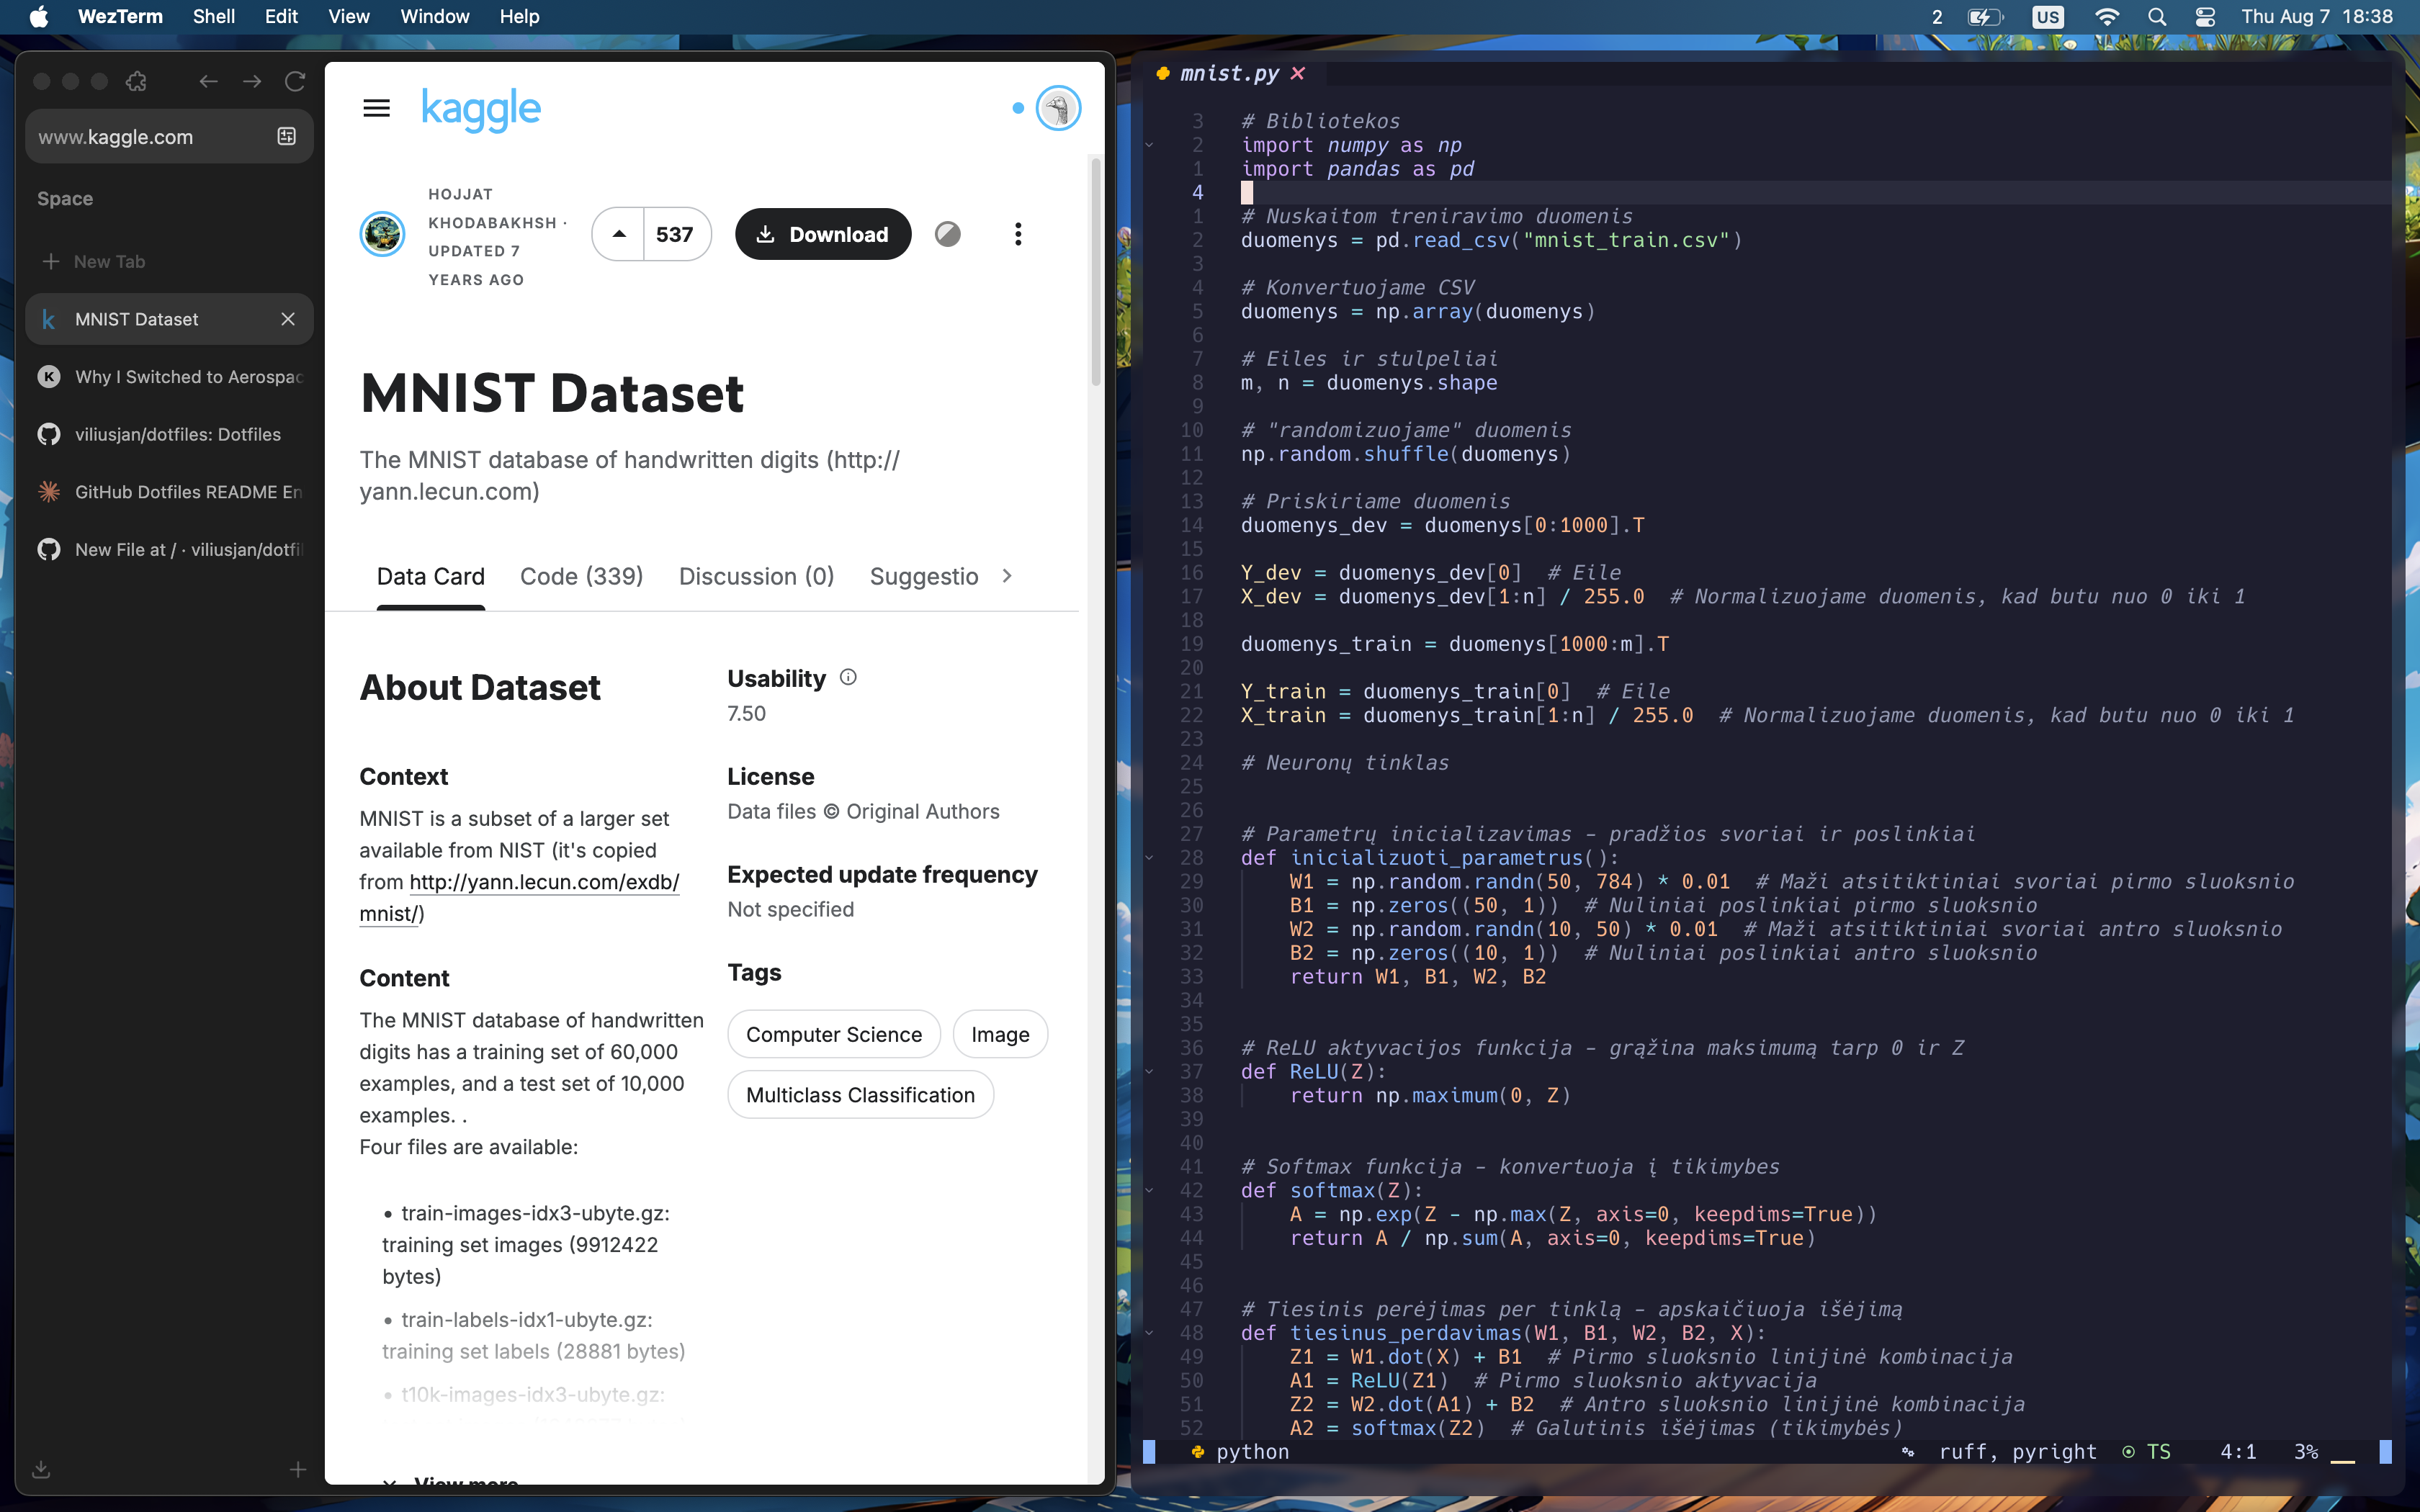 WezTerm Shell Edit View Window Help
2 US Thu Aug 7 18:38
www.kaggle.com
Space
New Tab
MNIST Dataset
Why I Switched to Aerospac
viliusjan/dotfiles: Dotfiles
GitHub Dotfiles README En
New File at / · viliusjan/dotfil
kaggle
HOJJAT
KHODABAKHSH ·
UPDATED 7
YEARS AGO
537
Download
MNIST Dataset
The MNIST database of handwritten digits (http://
yann.lecun.com)
Data Card Code (339) Discussion (0) Suggestio
About Dataset
Context
MNIST is a subset of a larger set
available from NIST (it's copied
from http://yann.lecun.com/exdb/
mnist/)
Content
The MNIST database of handwritten
digits has a training set of 60,000
examples, and a test set of 10,000
examples. .
Four files are available:
• train-images-idx3-ubyte.gz:
training set images (9912422
bytes)
• train-labels-idx1-ubyte.gz:
training set labels (28881 bytes)
• t10k-images-idx3-ubyte.gz:
View more
Usability
7.50
License
Data files © Original Authors
Expected update frequency
Not specified
Tags
Computer Science
Image
Multiclass Classification
mnist.py
3 # Bibliotekos
2 import numpy as np
1 import pandas as pd
4
1 # Nuskaitom treniravimo duomenis
2 duomenys = pd.read_csv("mnist_train.csv")
3
4 # Konvertuojame CSV
5 duomenys = np.array(duomenys)
6
7 # Eiles ir stulpeliai
8 m, n = duomenys.shape
9
10 # "randomizuojame" duomenis
11 np.random.shuffle(duomenys)
12
13 # Priskiriame duomenis
14 duomenys_dev = duomenys[0:1000].T
15
16 Y_dev = duomenys_dev[0]  # Eile
17 X_dev = duomenys_dev[1:n] / 255.0  # Normalizuojame duomenis, kad butu nuo 0 iki 1
18
19 duomenys_train = duomenys[1000:m].T
20
21 Y_train = duomenys_train[0]  # Eile
22 X_train = duomenys_train[1:n] / 255.0  # Normalizuojame duomenis, kad butu nuo 0 iki 1
23
24 # Neuronų tinklas
25
26
27 # Parametrų inicializavimas - pradžios svoriai ir poslinkiai
28 def inicializuoti_parametrus():
29     W1 = np.random.randn(50, 784) * 0.01  # Maži atsitiktiniai svoriai pirmo sluoksnio
30     B1 = np.zeros((50, 1))  # Nuliniai poslinkiai pirmo sluoksnio
31     W2 = np.random.randn(10, 50) * 0.01  # Maži atsitiktiniai svoriai antro sluoksnio
32     B2 = np.zeros((10, 1))  # Nuliniai poslinkiai antro sluoksnio
33     return W1, B1, W2, B2
34
35
36 # ReLU aktyvacijos funkcija - grąžina maksimumą tarp 0 ir Z
37 def ReLU(Z):
38     return np.maximum(0, Z)
39
40
41 # Softmax funkcija - konvertuoja į tikimybes
42 def softmax(Z):
43     A = np.exp(Z - np.max(Z, axis=0, keepdims=True))
44     return A / np.sum(A, axis=0, keepdims=True)
45
46
47 # Tiesinis perėjimas per tinklą - apskaičiuoja išėjimą
48 def tiesinus_perdavimas(W1, B1, W2, B2, X):
49     Z1 = W1.dot(X) + B1  # Pirmo sluoksnio linijinė kombinacija
50     A1 = ReLU(Z1)  # Pirmo sluoksnio aktyvacija
51     Z2 = W2.dot(A1) + B2  # Antro sluoksnio linijinė kombinacija
52     A2 = softmax(Z2)  # Galutinis išėjimas (tikimybės)
python ruff, pyright TS 4:1 3%